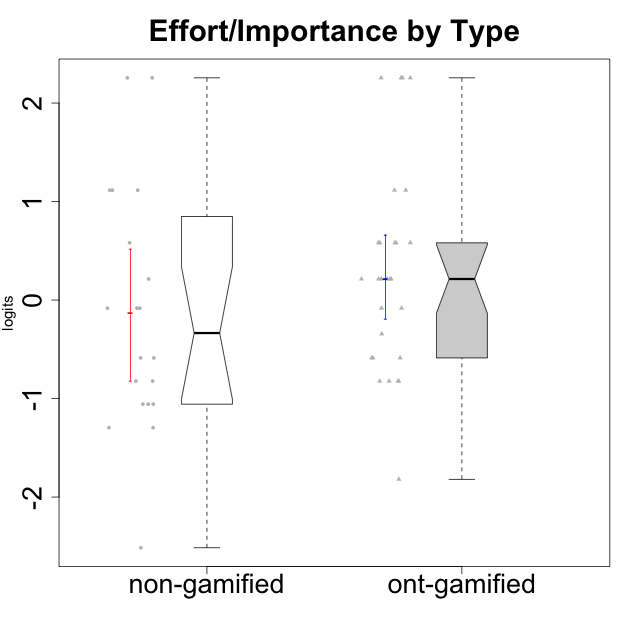 Effort/Importance by Type
logits
2
1
0
-1
-2
non-gamified
ont-gamified